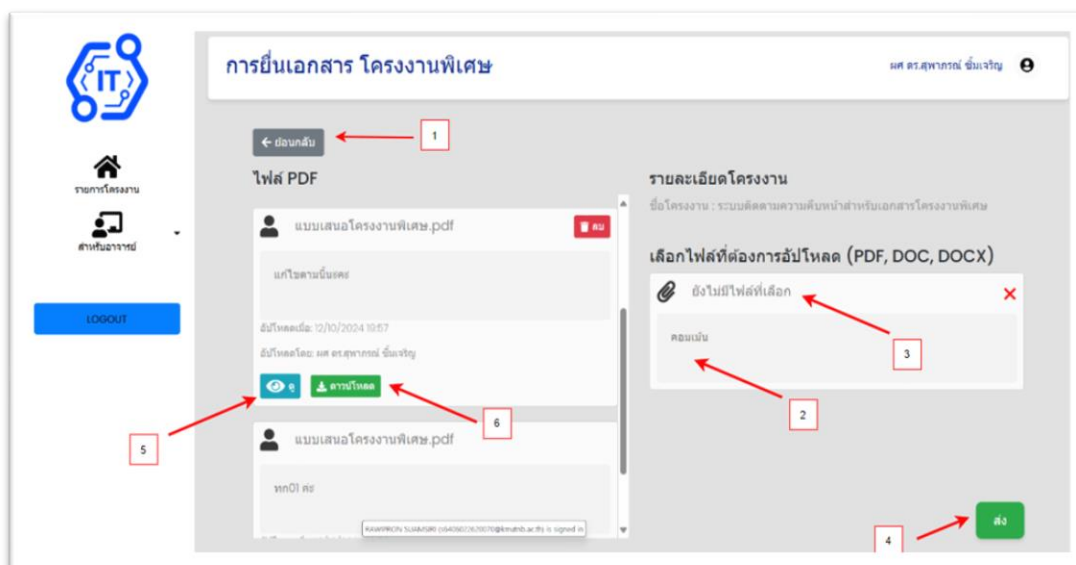 IT
การยื่นเอกสาร โครงงานพิเศษ
ผศ ดร.สุพาภรณ์ ซิ้มเจริญ
รายการโครงงาน
สำหรับอาจารย์
LOGOUT
ย้อนกลับ
1
ไฟล์ PDF
แบบเสนอโครงงานพิเศษ.pdf
ลบ
แก้ไขตามนี้นะคะ
อัปโหลดเมื่อ: 12/10/2024 19:57
อัปโหลดโดย: ผศ ดร.สุพาภรณ์ ซิ้มเจริญ
ดู
ดาวน์โหลด
5
6
แบบเสนอโครงงานพิเศษ.pdf
ทก01 ค่ะ
is signed in
รายละเอียดโครงงาน
ชื่อโครงงาน : ระบบติดตามความคืบหน้าสำหรับเอกสารโครงงานพิเศษ
เลือกไฟล์ที่ต้องการอัปโหลด (PDF, DOC, DOCX)
ยังไม่มีไฟล์ที่เลือก
คอมเม้น
3
2
ส่ง
4